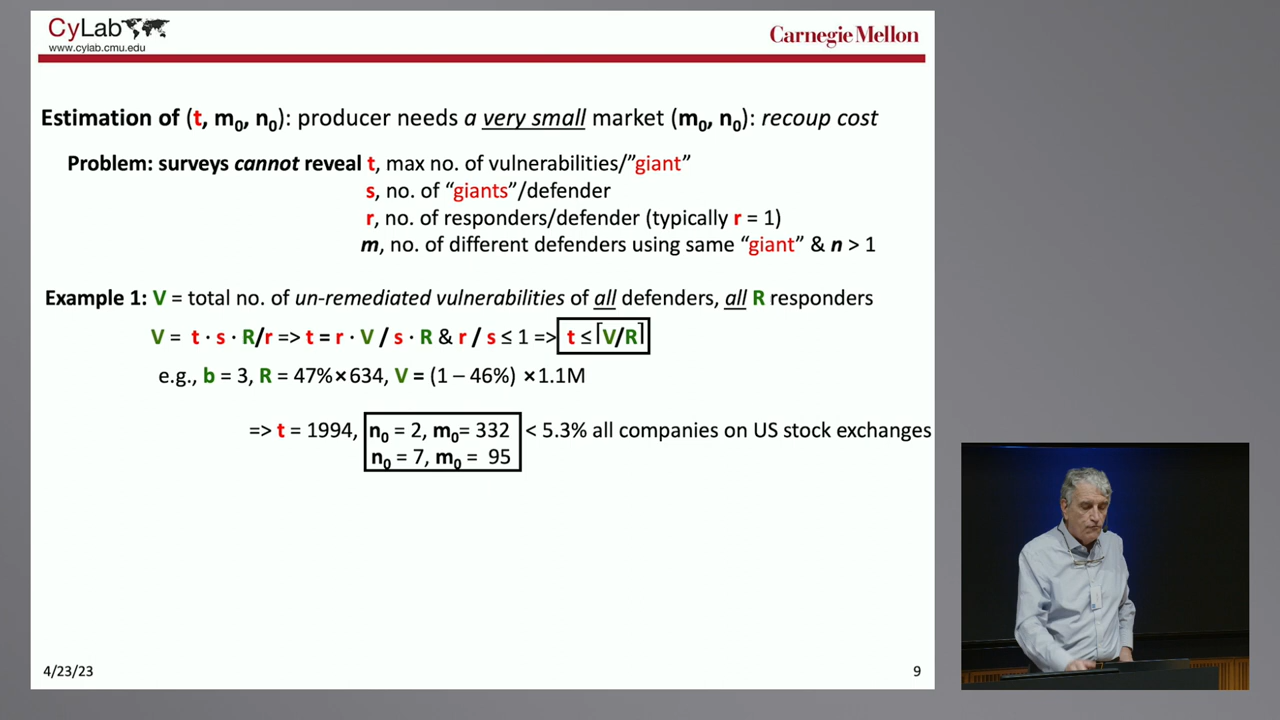 CyLab
www.cylab.cmu.edu
Carnegie Mellon
Estimation of (t, m₀, n₀): producer needs a very small market (m₀, n₀): recoup cost
Problem: surveys cannot reveal t, max no. of vulnerabilities/”giant”
s, no. of “giants”/defender
r, no. of responders/defender (typically r = 1)
m, no. of different defenders using same “giant” & n > 1
Example 1: V = total no. of un-remediated vulnerabilities of all defenders, all R responders
V = t · s · R/r => t = r · V / s · R & r / s ≤ 1 => t ≤ ⌈V/R⌉
e.g., b = 3, R = 47%×634, V = (1 – 46%) ×1.1M
=> t = 1994, n₀ = 2, m₀= 332 < 5.3% all companies on US stock exchanges
n₀ = 7, m₀ = 95
4/23/23
9